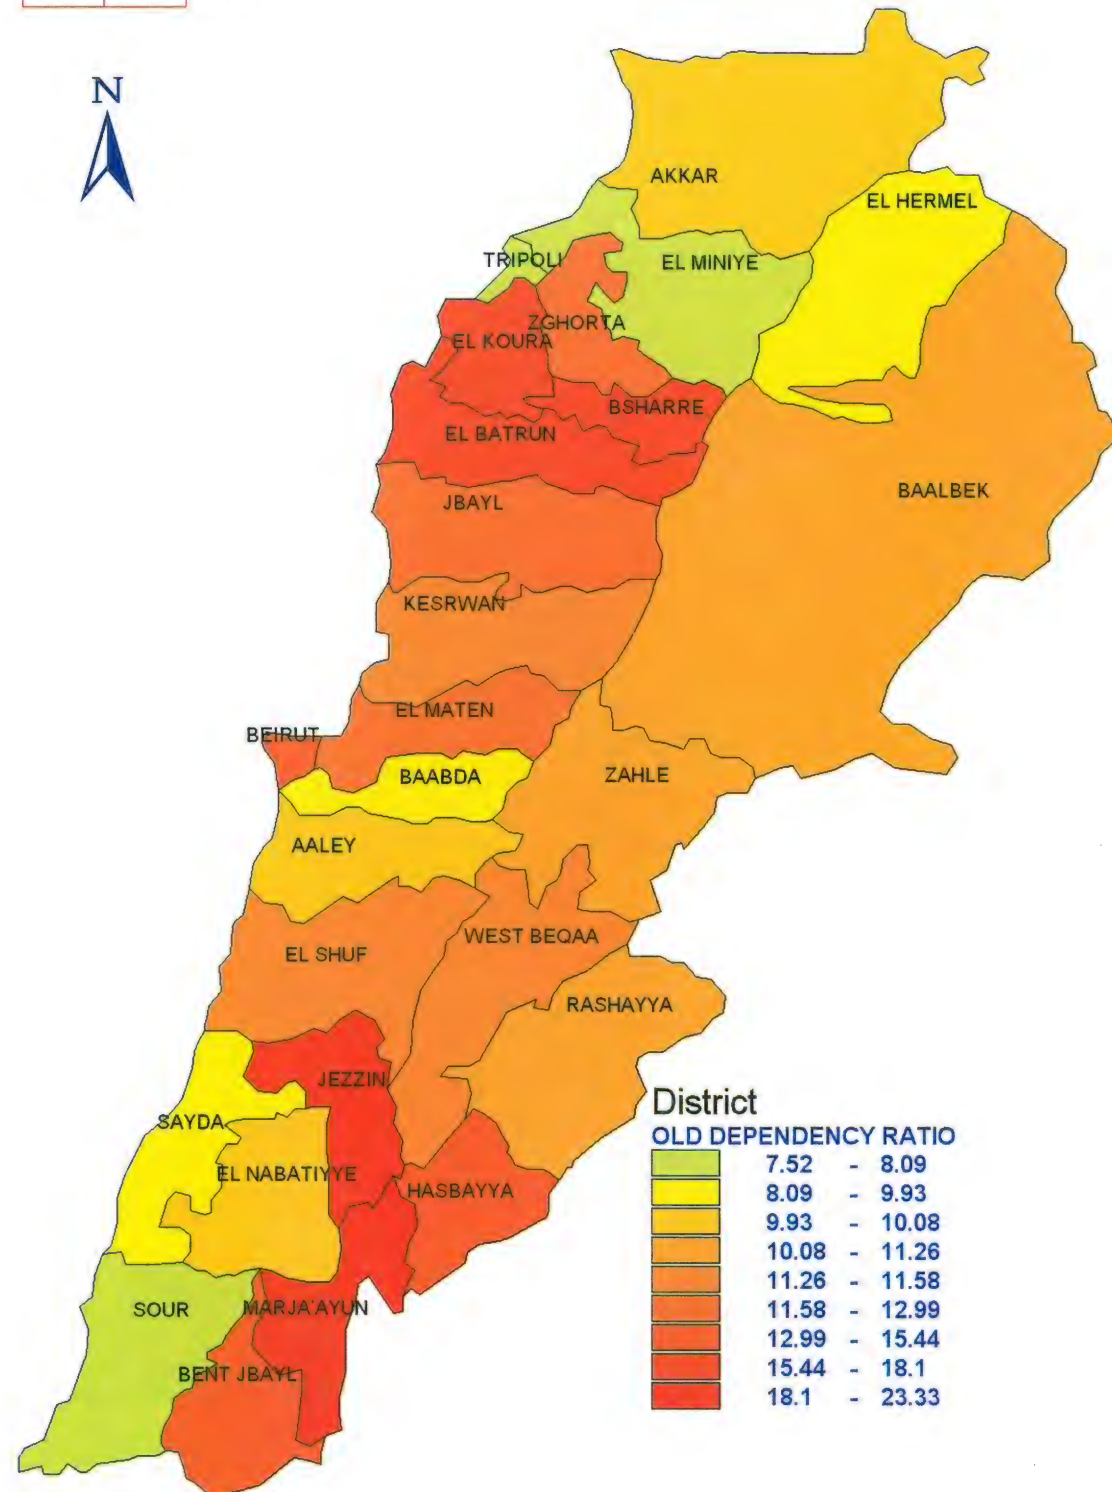 N
AKKAR
EL HERMEL
TRIPOLI
EL MINIYE
ZGHORTA
EL KOURA
BSHARRE
EL BATRUN
BAALBEK
JBAYL
KESRWAN
EL MATEN
BEIRUT
BAABDA
ZAHLE
AALEY
WEST BEQAA
EL SHUF
RASHAYYA
JEZZIN
SAYDA
EL NABATIYYE
HASBAYYA
SOUR
MARJA'AYUN
BENT JBAYL
District
OLD DEPENDENCY RATIO
7.52 - 8.09
8.09 - 9.93
9.93 - 10.08
10.08 - 11.26
11.26 - 11.58
11.58 - 12.99
12.99 - 15.44
15.44 - 18.1
18.1 - 23.33